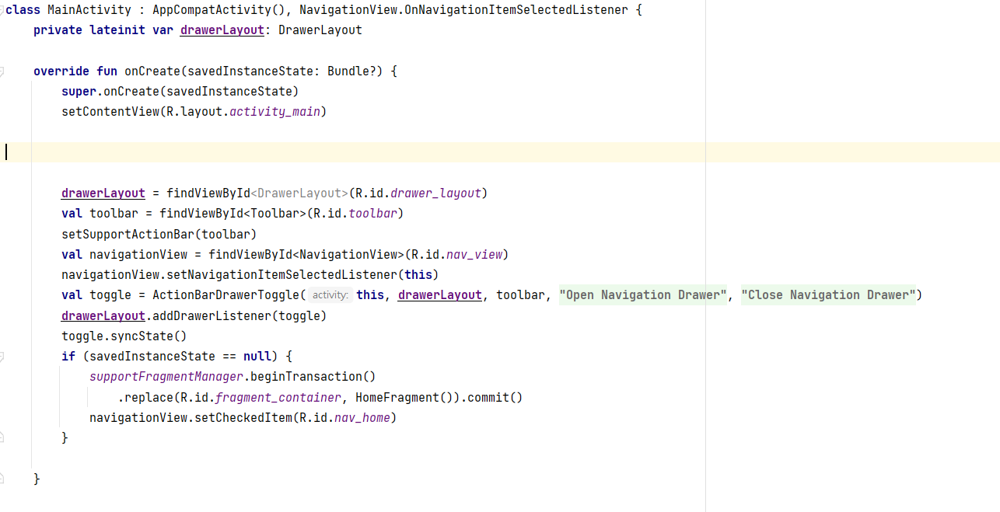 class MainActivity : AppCompatActivity(), NavigationView.OnNavigationItemSelectedListener {
    private lateinit var drawerLayout: DrawerLayout
    override fun onCreate(savedInstanceState: Bundle?) {
        super.onCreate(savedInstanceState)
        setContentView(R.layout.activity_main)
        drawerLayout = findViewById<DrawerLayout>(R.id.drawer_layout)
        val toolbar = findViewById<Toolbar>(R.id.toolbar)
        setSupportActionBar(toolbar)
        val navigationView = findViewById<NavigationView>(R.id.nav_view)
        navigationView.setNavigationItemSelectedListener(this)
        val toggle = ActionBarDrawerToggle( activity: this, drawerLayout, toolbar, "Open Navigation Drawer", "Close Navigation Drawer")
        drawerLayout.addDrawerListener(toggle)
        toggle.syncState()
        if (savedInstanceState == null) {
            supportFragmentManager.beginTransaction()
                .replace(R.id.fragment_container, HomeFragment()).commit()
            navigationView.setCheckedItem(R.id.nav_home)
        }
    }